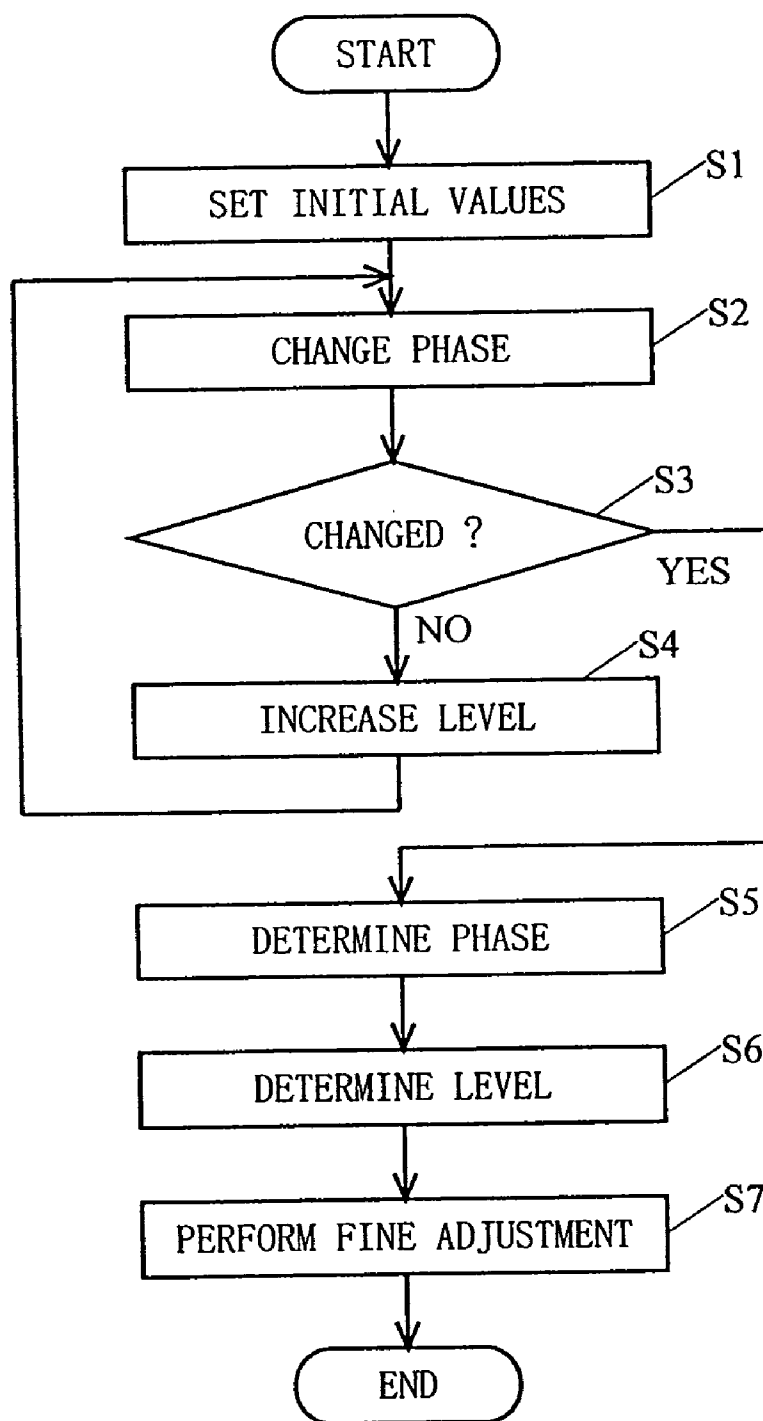 START
S1
SET INITIAL VALUES
S2
CHANGE PHASE
S3
CHANGED ?
YES
NO
S4
INCREASE LEVEL
S5
DETERMINE PHASE
S6
DETERMINE LEVEL
S7
PERFORM FINE ADJUSTMENT
END